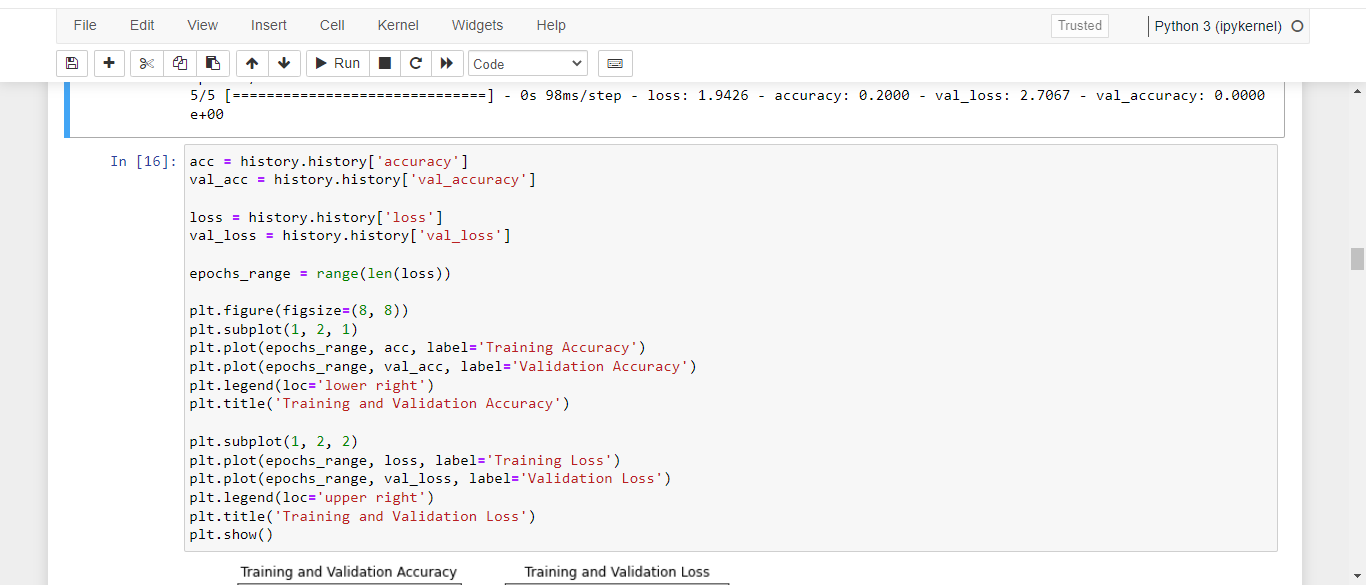 File Edit View Insert Cell Kernel Widgets Help Trusted Python 3 (ipykernel)
Run Code
5/5 [==============================] - 0s 98ms/step - loss: 1.9426 - accuracy: 0.2000 - val_loss: 2.7067 - val_accuracy: 0.0000
e+00
In [16]: acc = history.history['accuracy']
val_acc = history.history['val_accuracy']
loss = history.history['loss']
val_loss = history.history['val_loss']
epochs_range = range(len(loss))
plt.figure(figsize=(8, 8))
plt.subplot(1, 2, 1)
plt.plot(epochs_range, acc, label='Training Accuracy')
plt.plot(epochs_range, val_acc, label='Validation Accuracy')
plt.legend(loc='lower right')
plt.title('Training and Validation Accuracy')
plt.subplot(1, 2, 2)
plt.plot(epochs_range, loss, label='Training Loss')
plt.plot(epochs_range, val_loss, label='Validation Loss')
plt.legend(loc='upper right')
plt.title('Training and Validation Loss')
plt.show()
Training and Validation Accuracy Training and Validation Loss